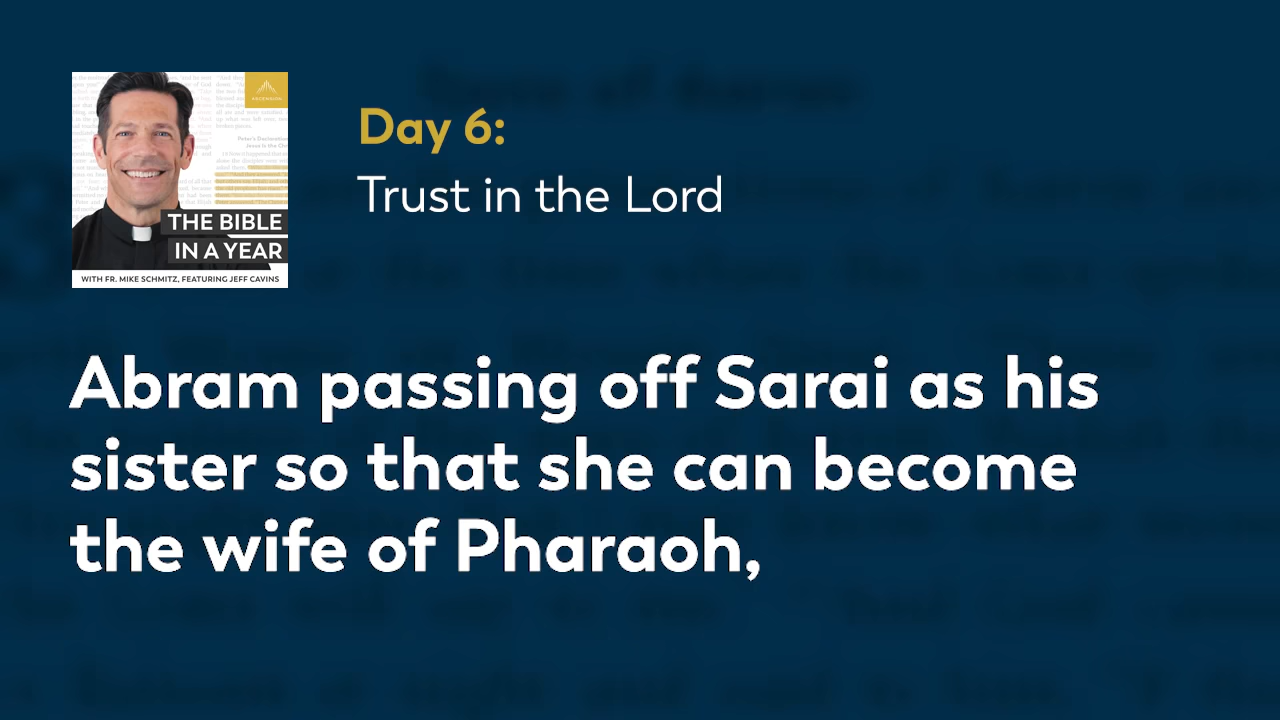 ASCENSION
THE BIBLE
IN A YEAR
WITH FR. MIKE SCHMITZ, FEATURING JEFF CAVINS
Day 6:
Trust in the Lord
Abram passing off Sarai as his
sister so that she can become
the wife of Pharaoh,